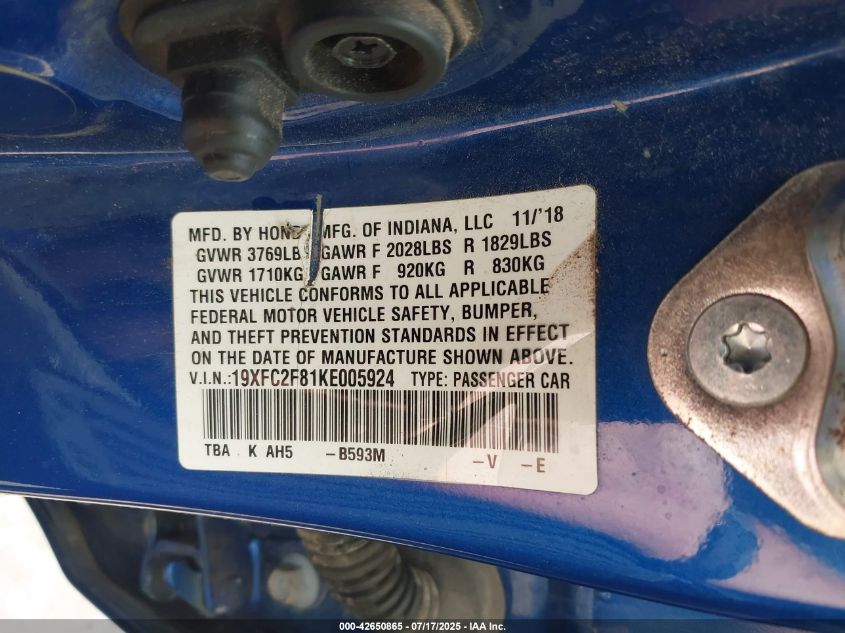 MFD. BY HOND MFG. OF INDIANA, LLC 11/'18
GVWR 3769LB GAWR F 2028LBS R 1829LBS
GVWR 1710KG GAWR F 920KG R 830KG
THIS VEHICLE CONFORMS TO ALL APPLICABLE
FEDERAL MOTOR VEHICLE SAFETY, BUMPER,
AND THEFT PREVENTION STANDARDS IN EFFECT
ON THE DATE OF MANUFACTURE SHOWN ABOVE.
V.I.N.:19XFC2F81KE005924 TYPE: PASSENGER CAR
TBA K AH5 -B593M -V -E
000-42650865 - 07/17/2025 - IAA Inc.